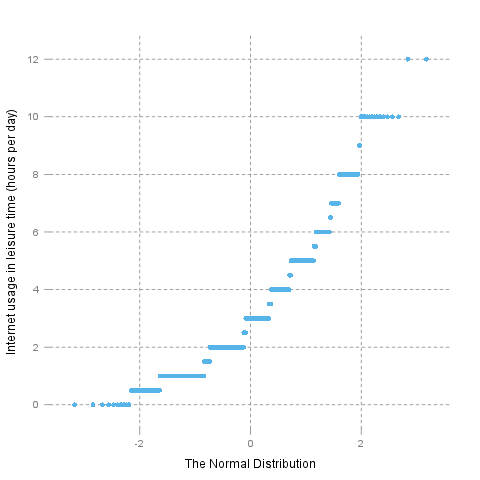 12
10
8
6
4
2
0
Internet usage in leisure time (hours per day)
-2 0 2
The Normal Distribution